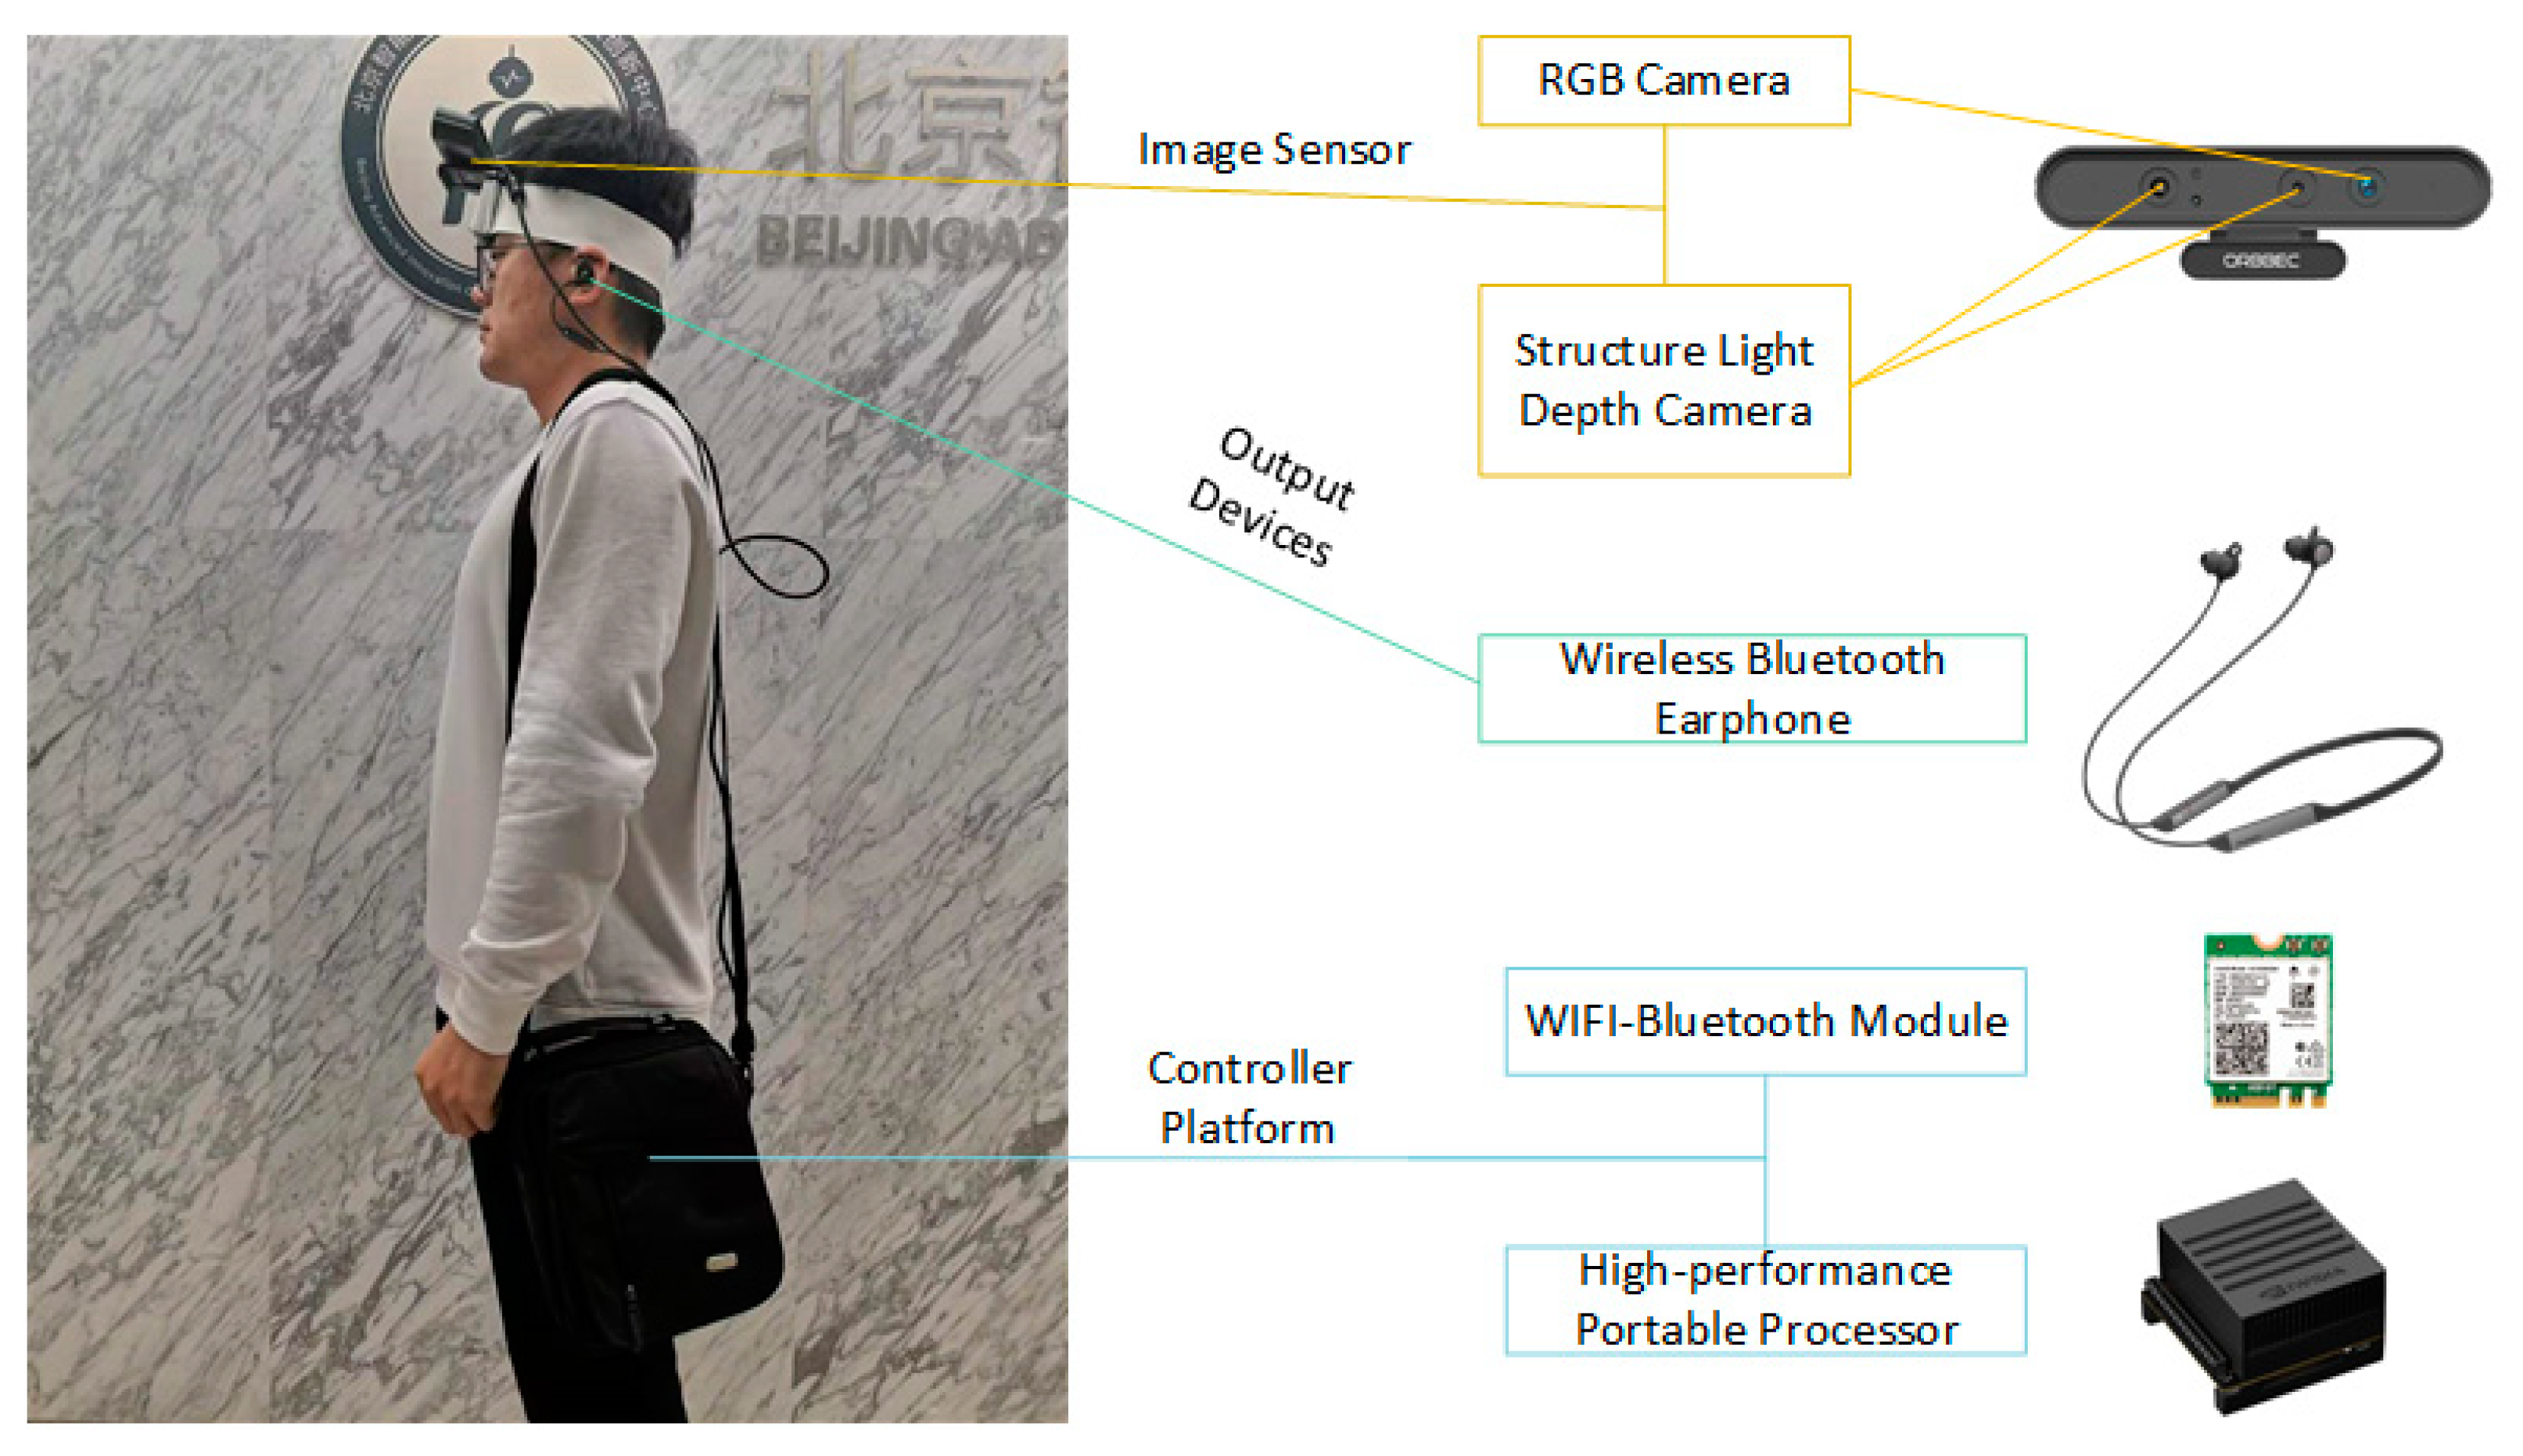 北京
BEIJING AD
Image Sensor
RGB Camera
Structure Light
Depth Camera
ORBBEC
Output
Devices
Wireless Bluetooth
Earphone
WIFI-Bluetooth Module
Controller
Platform
High-performance
Portable Processor